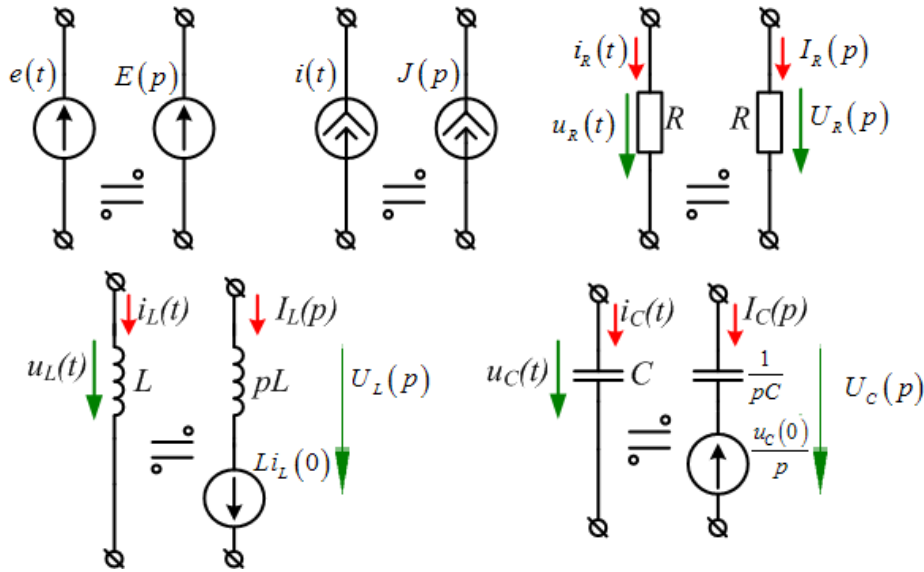 e(t)
E(p)
i(t)
J(p)
i_R(t)
u_R(t)
R
R
I_R(p)
U_R(p)
i_L(t)
u_L(t)
L
I_L(p)
pL
U_L(p)
Li_L(0)
i_C(t)
u_C(t)
C
I_C(p)
1/pC
U_C(p)
u_C(0)/p